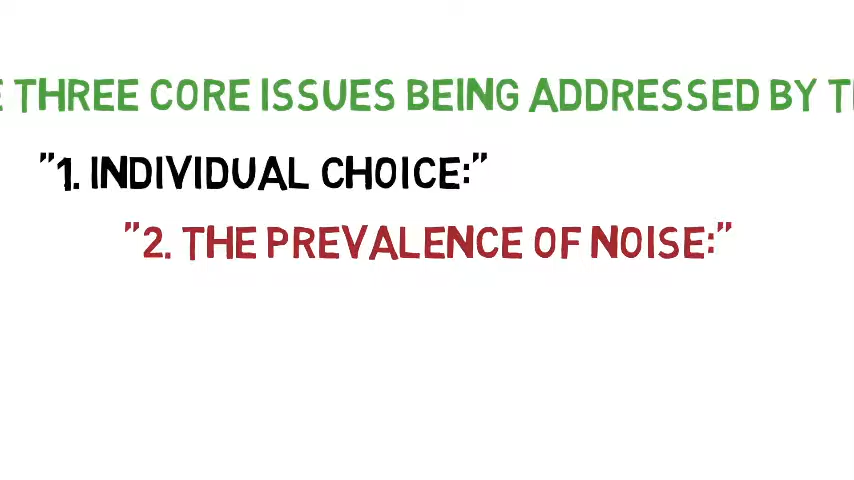 THREE CORE ISSUES BEING ADDRESSED BY
"1. INDIVIDUAL CHOICE:"
"2. THE PREVALENCE OF NOISE:"